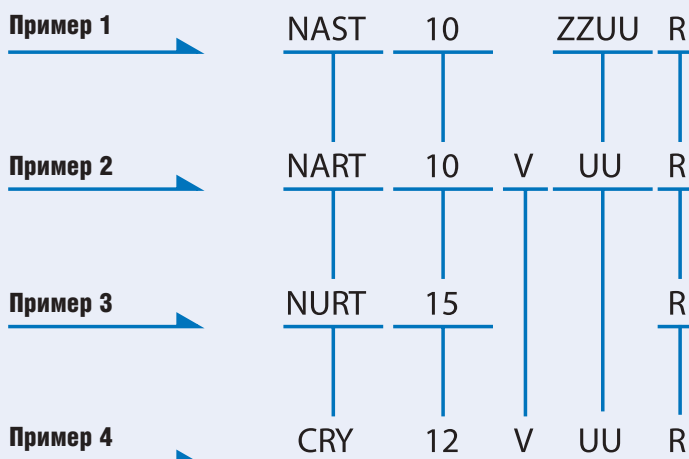 Пример 1 NAST 10 ZZUU R
Пример 2 NART 10 V UU R
Пример 3 NURT 15 R
Пример 4 CRY 12 V UU R